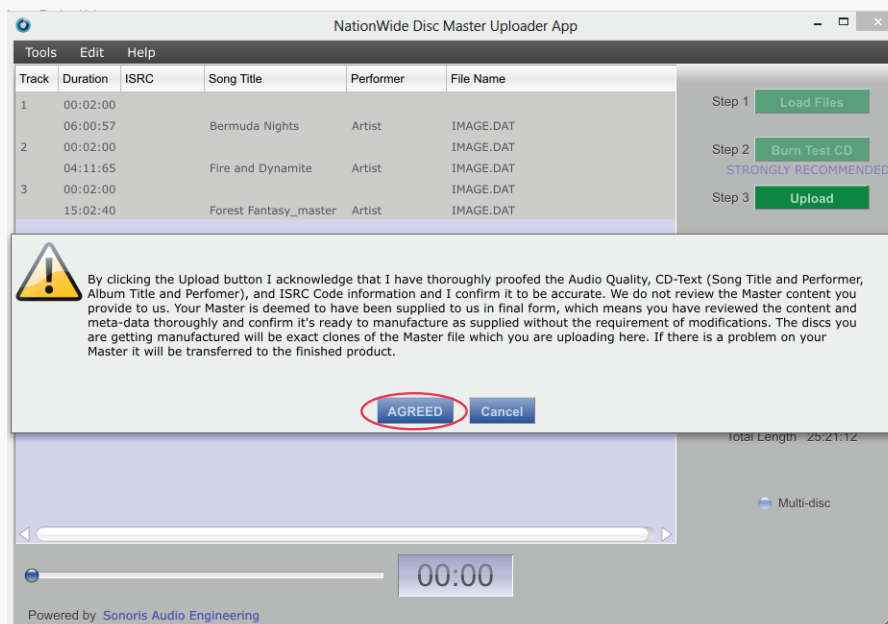 NationWide Disc Master Uploader App
Tools Edit Help
Track Duration ISRC Song Title Performer File Name
1 00:02:00
06:00:57 Bermuda Nights Artist IMAGE.DAT
2 00:02:00 IMAGE.DAT
04:11:65 Fire and Dynamite Artist IMAGE.DAT
3 00:02:00 IMAGE.DAT
15:02:40 Forest Fantasy_master Artist IMAGE.DAT
Step 1 Load Files
Step 2 Burn Test CD
STRONGLY RECOMMENDED
Step 3 Upload
By clicking the Upload button I acknowledge that I have thoroughly proofed the Audio Quality, CD-Text (Song Title and Performer,
Album Title and Perfomer), and ISRC Code information and I confirm it to be accurate. We do not review the Master content you
provide to us. Your Master is deemed to have been supplied to us in final form, which means you have reviewed the content and
meta-data thoroughly and confirm it's ready to manufacture as supplied without the requirement of modifications. The discs you
are getting manufactured will be exact clones of the Master file which you are uploading here. If there is a problem on your
Master it will be transferred to the finished product.
AGREED Cancel
Total Length 25:21:12
Multi-disc
00:00
Powered by Sonoris Audio Engineering